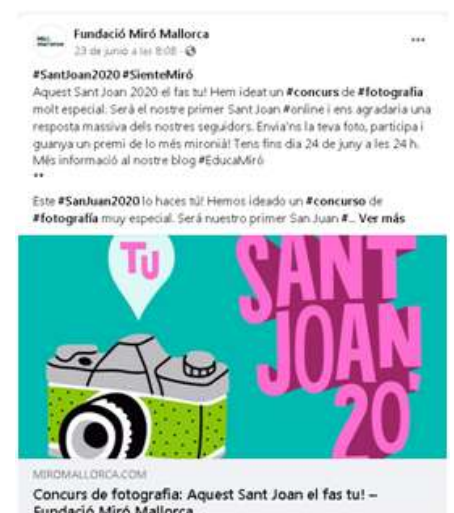 Fundació Miró Mallorca
23 de junio a las 8:08 ·
#SantJoan2020 #SienteMiró
Aquest Sant Joan 2020 el fas tu! Hem ideat un #concurs de #fotografia
molt especial. Serà el nostre primer Sant Joan #online i ens agradaria una
resposta massiva dels nostres seguidors. Envia'ns la teva foto, participa i
guanya un premi de lo més mironià! Tens fins dia 24 de juny a les 24 h.
Més informació al nostre blog #EducaMiró
**
Este #SanJuan2020 lo haces tú! Hemos ideado un #concurso de
#fotografía muy especial. Será nuestro primer San Juan #... Ver más
TU
SANT
JOAN
20
MIROMALLORCA.COM
Concurs de fotografia: Aquest Sant Joan el fas tu! –
Fundació Miró Mallorca